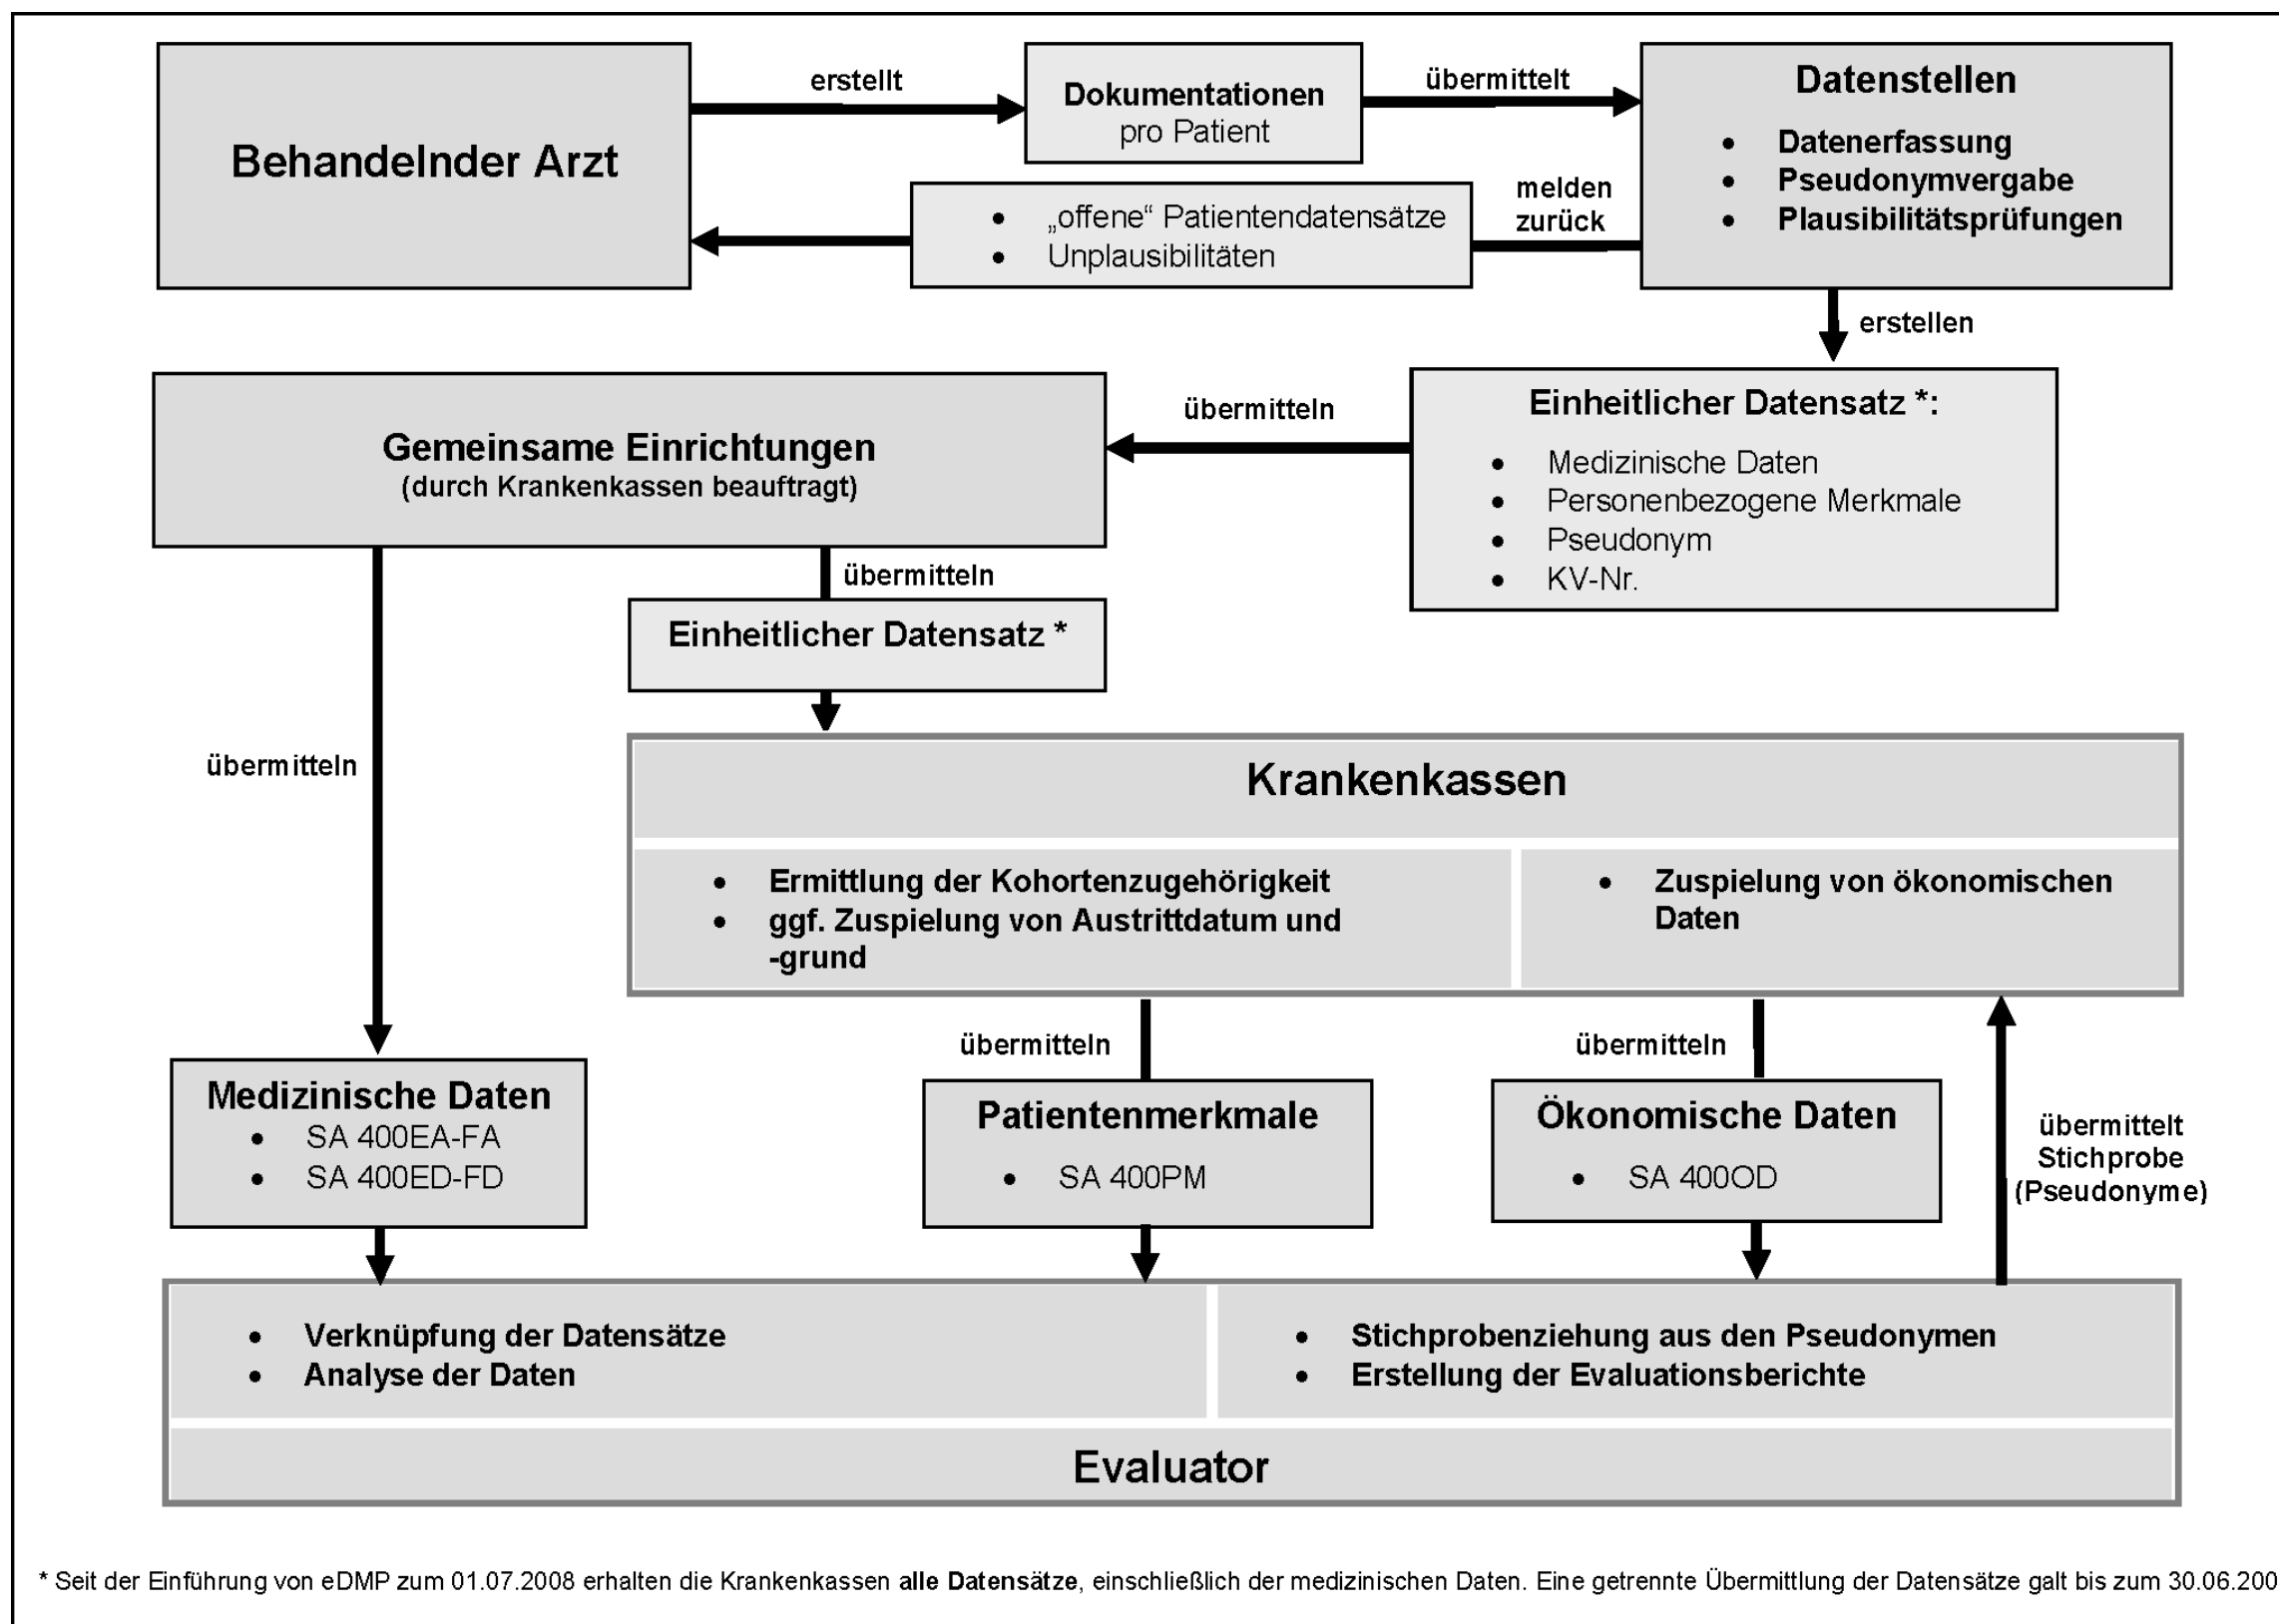 erstellt
übermittelt
Behandelnder Arzt
Dokumentationen
pro Patient
Datenstellen
• Datenerfassung
• Pseudonymvergabe
• Plausibilitätsprüfungen
melden
zurück
• „offene“ Patientendatensätze
• Unplausibilitäten
erstellen
Gemeinsame Einrichtungen
(durch Krankenkassen beauftragt)
übermitteln
Einheitlicher Datensatz *:
• Medizinische Daten
• Personenbezogene Merkmale
• Pseudonym
• KV-Nr.
übermitteln
Einheitlicher Datensatz *
übermitteln
Krankenkassen
• Ermittlung der Kohortenzugehörigkeit
• ggf. Zuspielung von Austrittdatum und
-grund
• Zuspielung von ökonomischen
Daten
übermitteln
übermitteln
Medizinische Daten
• SA 400EA-FA
• SA 400ED-FD
Patientenmerkmale
• SA 400PM
Ökonomische Daten
• SA 400OD
übermittelt
Stichprobe
(Pseudonyme)
• Verknüpfung der Datensätze
• Analyse der Daten
• Stichprobenziehung aus den Pseudonymen
• Erstellung der Evaluationsberichte
Evaluator
* Seit der Einführung von eDMP zum 01.07.2008 erhalten die Krankenkassen alle Datensätze, einschließlich der medizinischen Daten. Eine getrennte Übermittlung der Datensätze galt bis zum 30.06.200